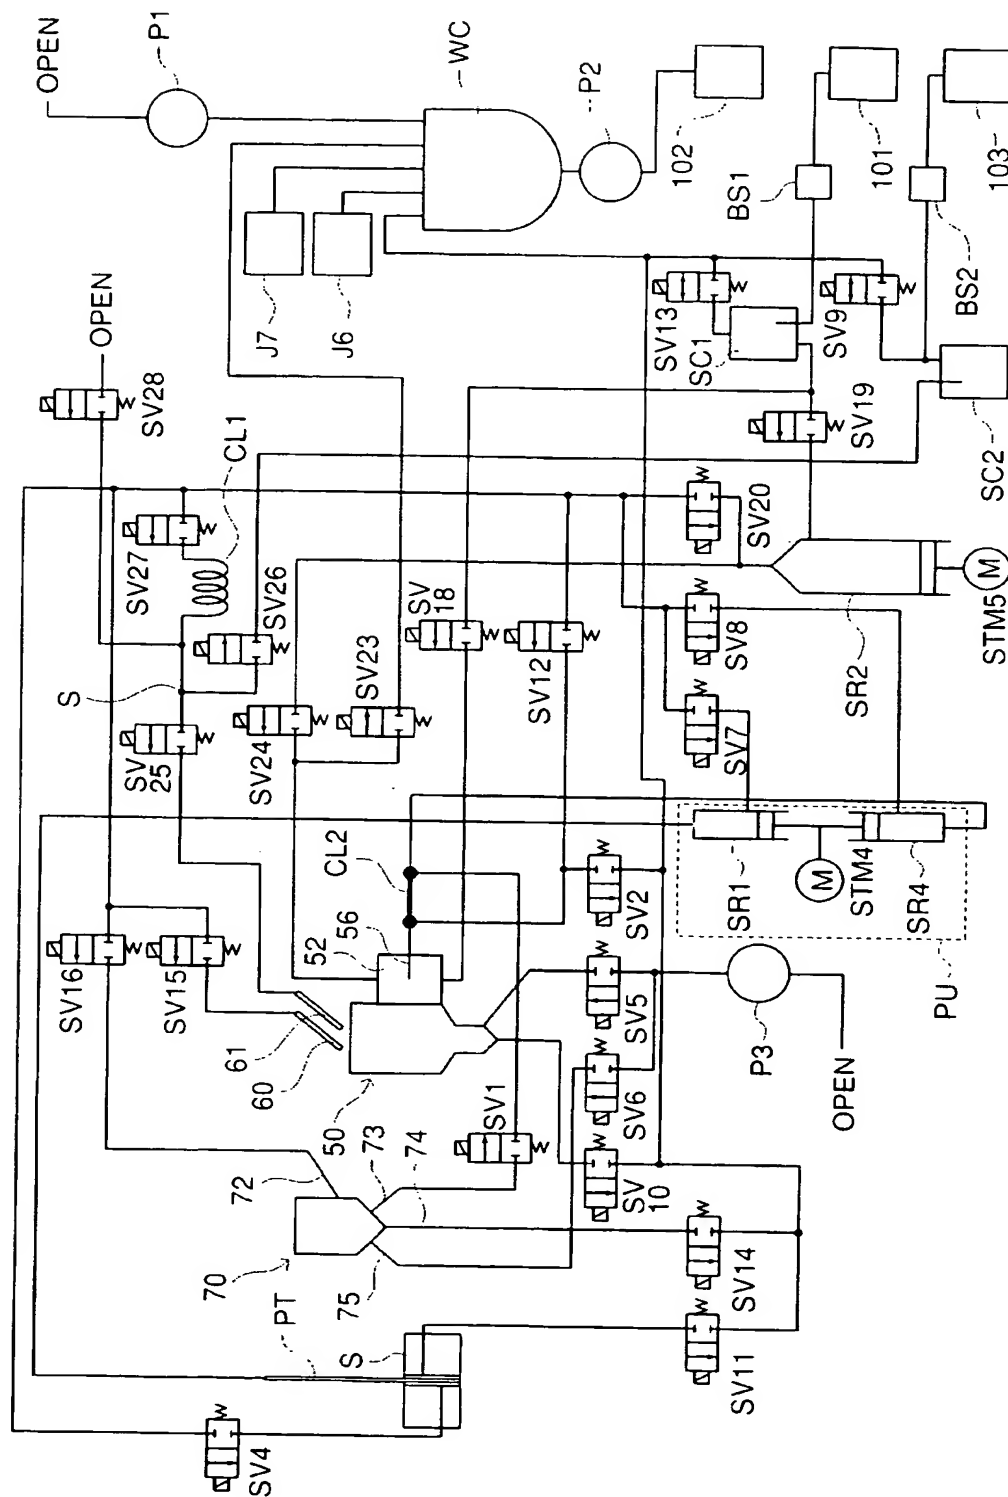 OPEN
P1
WC
P2
102
BS1
101
BS2
103
J7
J6
OPEN
SV28
CL1
SV13
SC1
SV9
SV19
SC2
SV27
SV26
SV
18
SV20
S
SV
25
SV24
SV23
SV12
SV8
SV7
SR2
STM5
M
SV16
SV15
61
60
52
56
CL2
SV2
SV5
SV6
SV
10
SR1
M
STM4
SR4
PU
P3
OPEN
50
SV1
72
73
74
70
75
PT
S
SV14
SV11
SV4